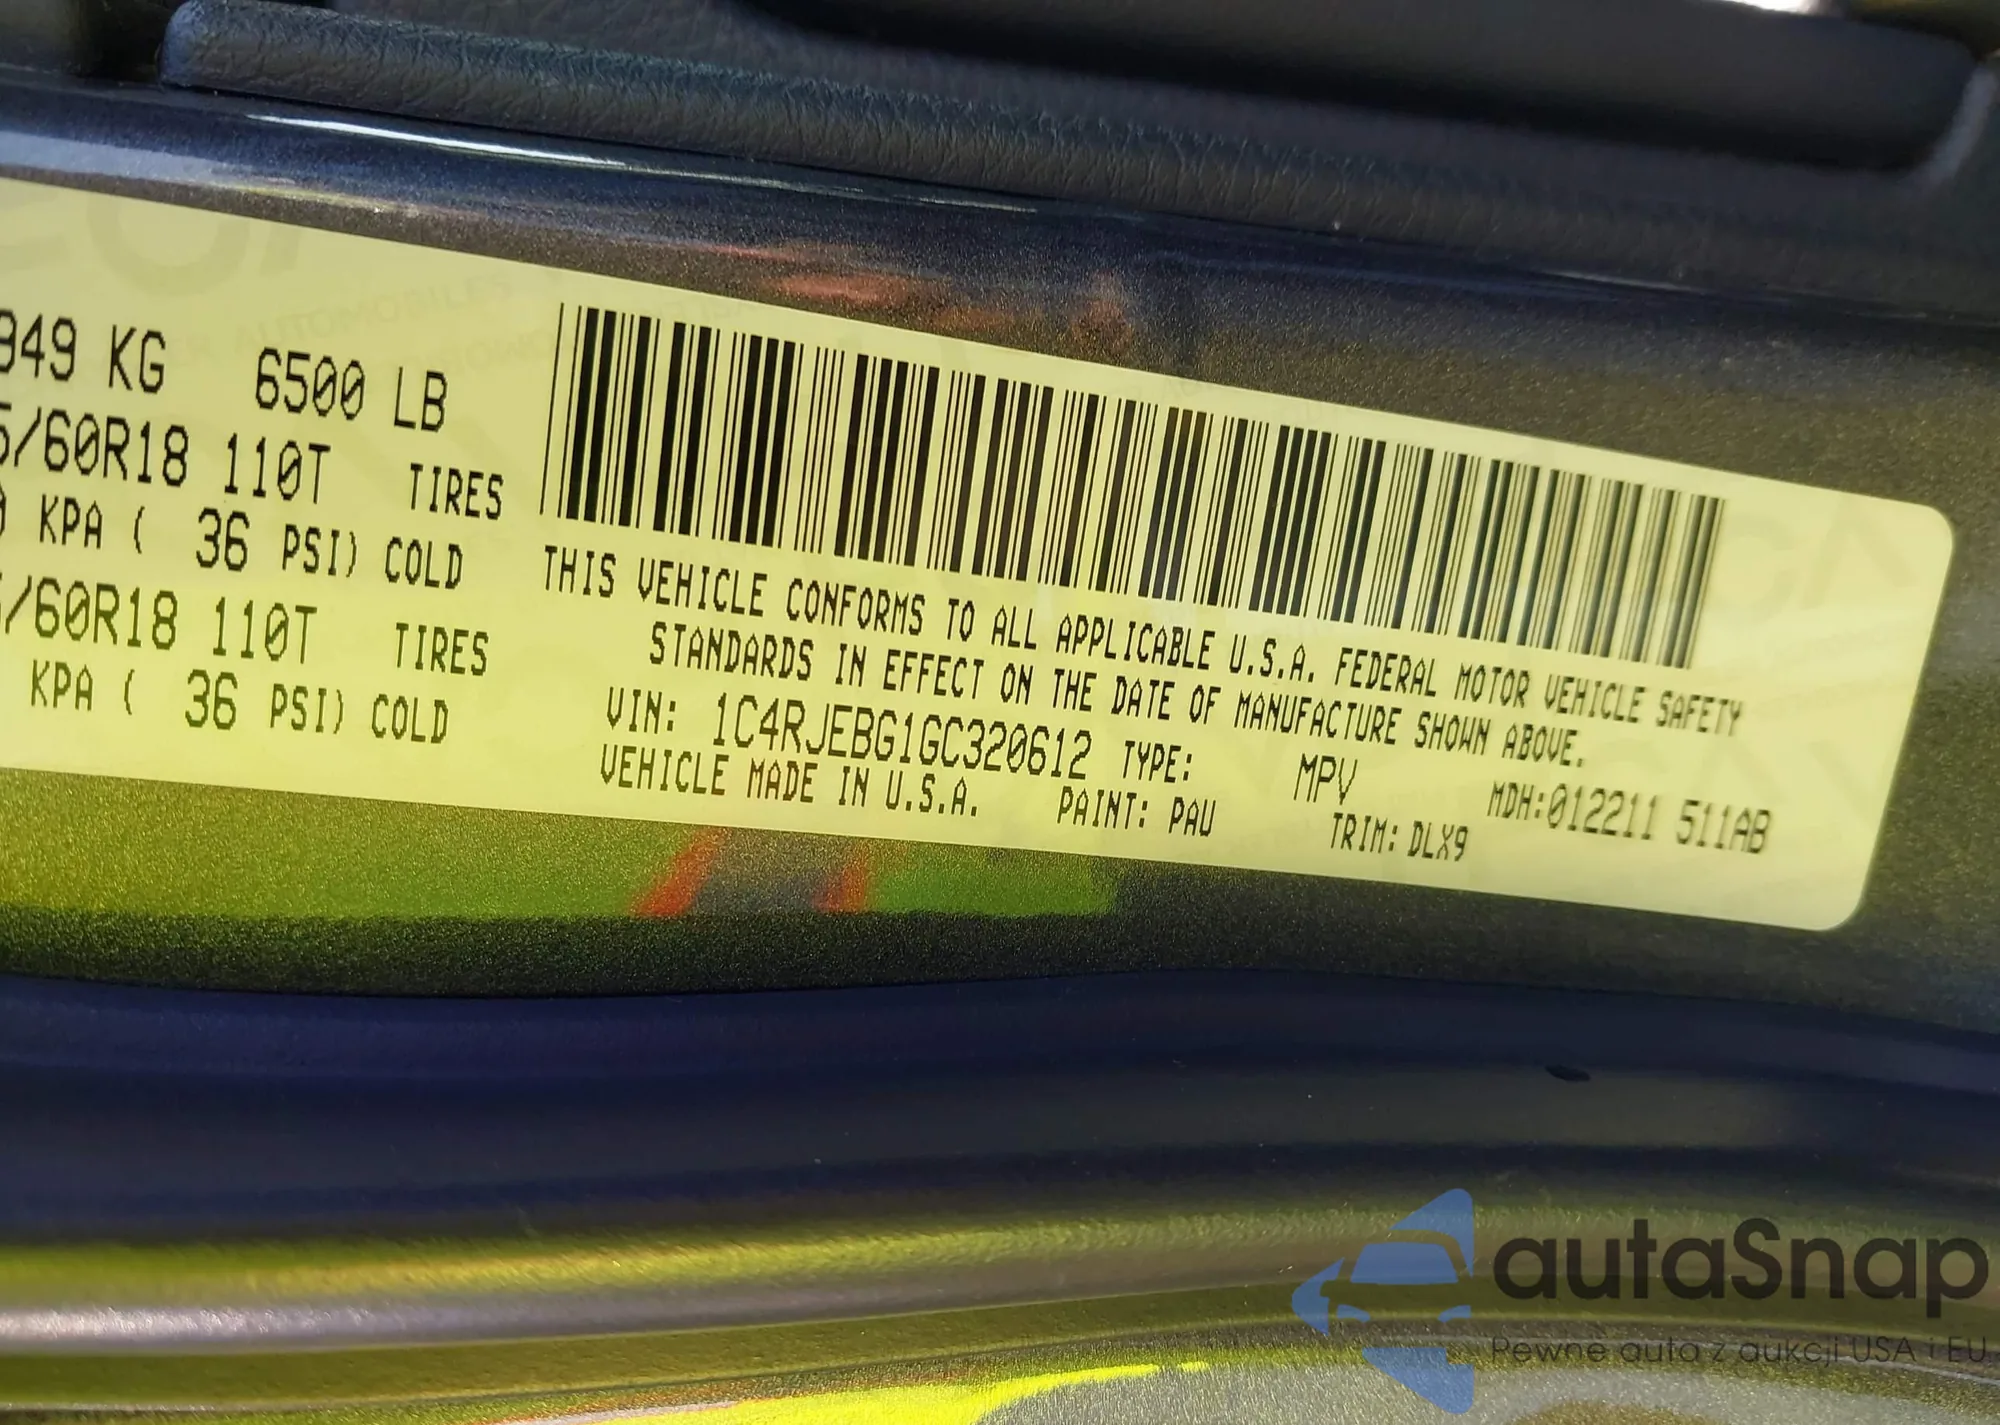 949 KG 6500 LB
5/60R18 110T TIRES
0 KPA ( 36 PSI) COLD
/60R18 110T TIRES
KPA ( 36 PSI) COLD
THIS VEHICLE CONFORMS TO ALL APPLICABLE U.S.A. FEDERAL MOTOR VEHICLE SAFETY
STANDARDS IN EFFECT ON THE DATE OF MANUFACTURE SHOWN ABOVE.
VIN: 1C4RJEBG1GC320612 TYPE: MPV MDH:012211 511AB
VEHICLE MADE IN U.S.A. PAINT: PAU TRIM: DLX9
autaSnap
Pewne auta z aukcji USA i EU